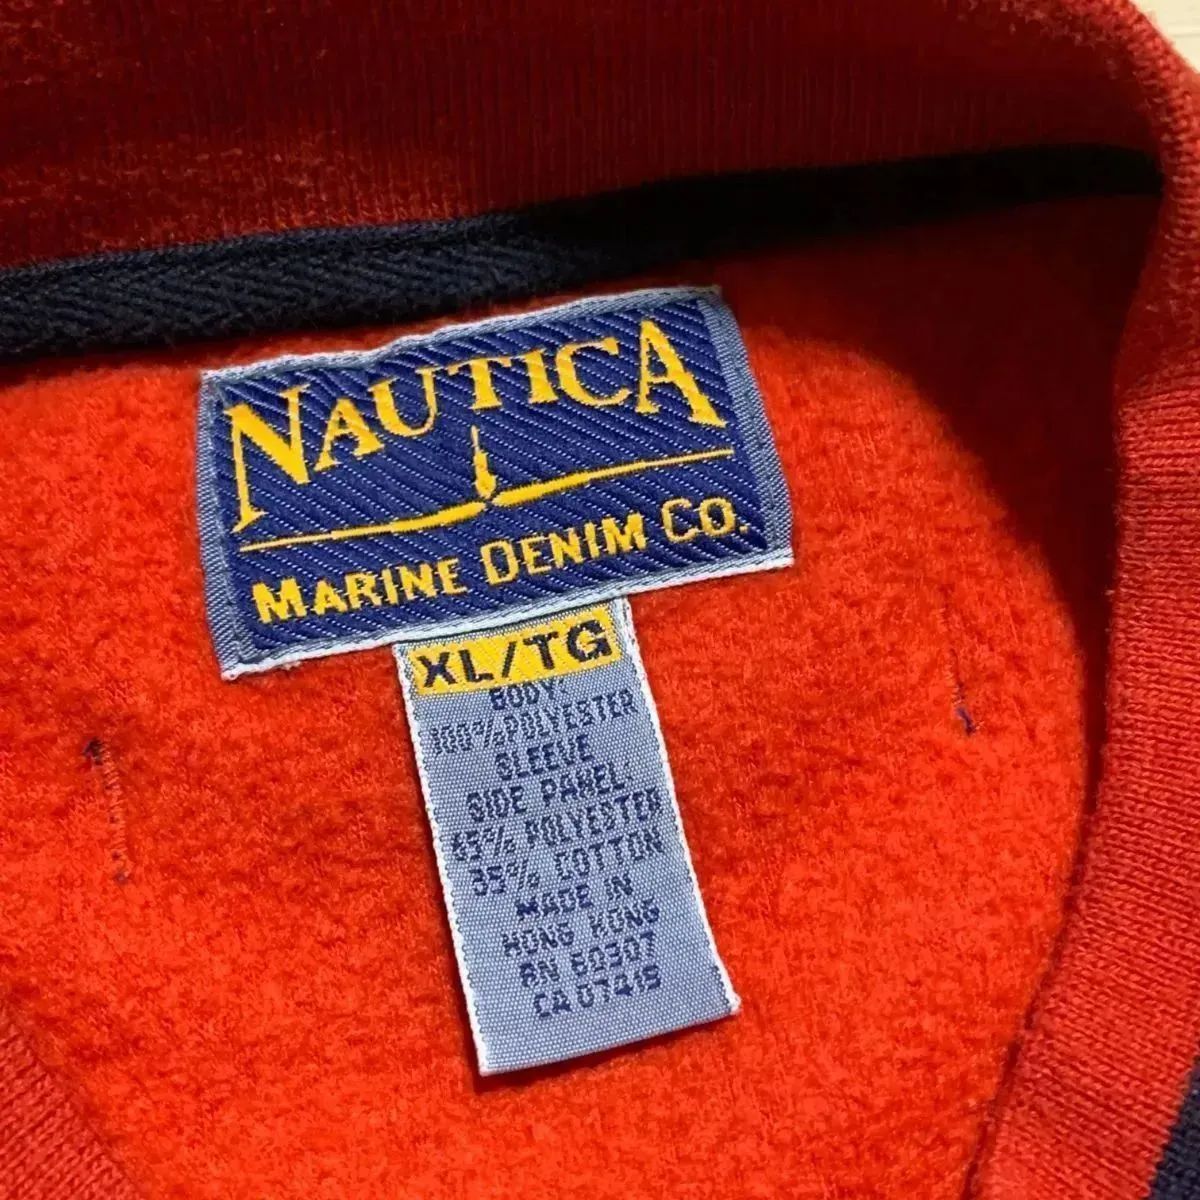 NAUTICA
MARINE DENIM CO.
XL/TG
BODY:
100% POLYESTER
SLEEVE
SIDE PANEL:
65% POLYESTER
35% COTTON
MADE IN
HONG KONG
RN 60307
CA 07419